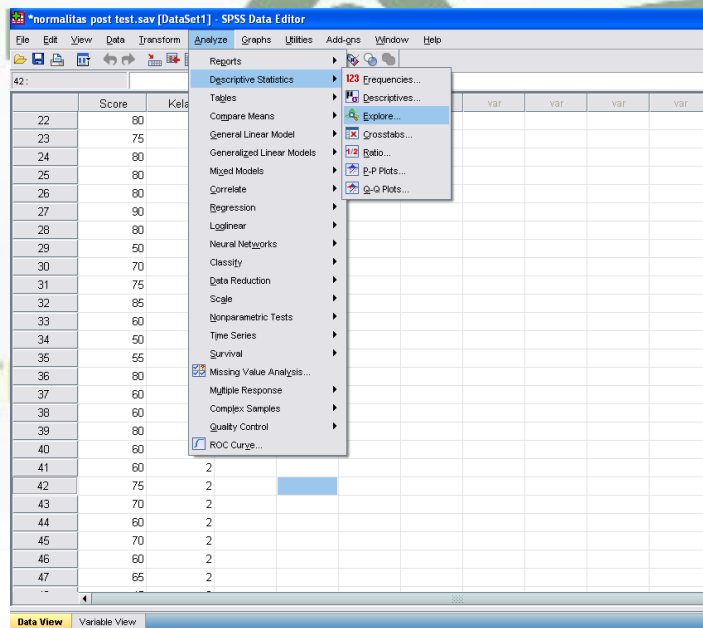 *normalitas post test.sav [DataSet1] - SPSS Data Editor
File Edit View Data Transform Analyze Graphs Utilities Add-ons Window Help
42 :
Reports
Descriptive Statistics
Tables
Compare Means
General Linear Model
Generalized Linear Models
Mixed Models
Correlate
Regression
Loglinear
Neural Networks
Classify
Data Reduction
Scale
Nonparametric Tests
Time Series
Survival
Missing Value Analysis...
Multiple Response
Complex Samples
Quality Control
ROC Curve...
123 Frequencies...
Descriptives...
Explore...
Crosstabs...
1/2 Ratio...
P-P Plots...
Q-Q Plots...
Score Kela var var var var
22 80
23 75
24 80
25 80
26 80
27 90
28 80
29 50
30 70
31 75
32 85
33 60
34 50
35 55
36 80
37 60
38 60
39 80
40 60
41 60 2
42 75 2
43 70 2
44 60 2
45 70 2
46 60 2
47 65 2
Data View Variable View